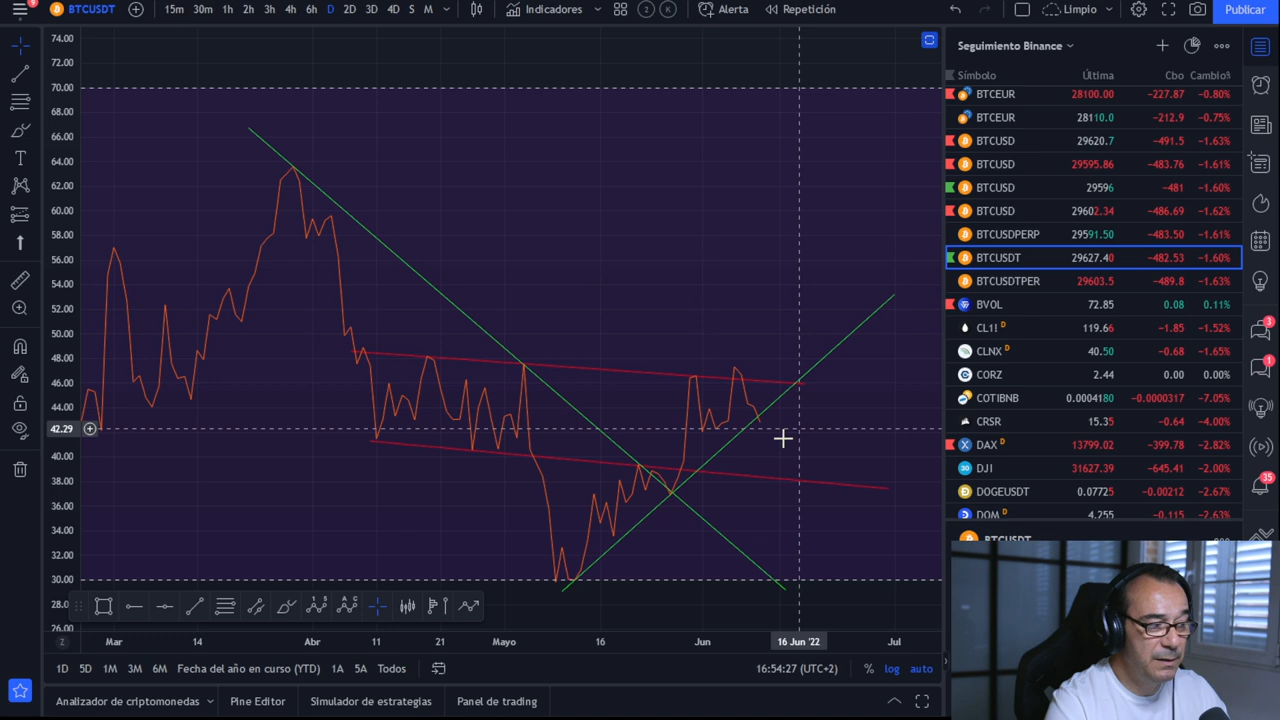 9
BTCUSDT
15m 30m 1h 2h 3h 4h 6h D 2D 3D 4D S M
Indicadores
2 K
Alerta
Repetición
Limpio
Publicar
74.00
72.00
70.00
68.00
66.00
64.00
62.00
60.00
58.00
56.00
54.00
52.00
50.00
48.00
46.00
44.00
42.29
40.00
38.00
36.00
34.00
32.00
30.00
28.0
26.00
Z
Mar 14 Abr 11 21 Mayo 16 Jun 16 Jun '22 Jul
1D 5D 1M 3M 6M Fecha del año en curso (YTD) 1A 5A Todos
16:54:27 (UTC+2) % log auto
Analizador de criptomonedas Pine Editor Simulador de estrategias Panel de trading
Seguimiento Binance
Símbolo Última Cbo Cambio%
BTCEUR 28100.00 −227.87 −0.80%
BTCEUR 28110.0 −212.9 −0.75%
BTCUSD 29620.7 −491.5 −1.63%
BTCUSD 29595.86 −483.76 −1.61%
BTCUSD 29596 −481 −1.60%
BTCUSD 29602.34 −486.69 −1.62%
BTCUSDPERP 29591.50 −483.50 −1.61%
BTCUSDT 29627.40 −482.53 −1.60%
BTCUSDTPER 29603.5 −489.8 −1.63%
BVOL 72.85 0.08 0.11%
CL1! D 119.66 −1.85 −1.52%
CLNX D 40.50 −0.68 −1.65%
CORZ 2.44 0.00 0.00%
COTIBNB 0.0004180 −0.0000317 −7.05%
CRSR 15.35 −0.64 −4.00%
DAX D 13799.02 −399.78 −2.82%
DJI 31627.39 −645.41 −2.00%
DOGEUSDT 0.07725 −0.00212 −2.67%
DOM D 4.255 −0.115 −2.63%
BTCUSDT
3
1
35